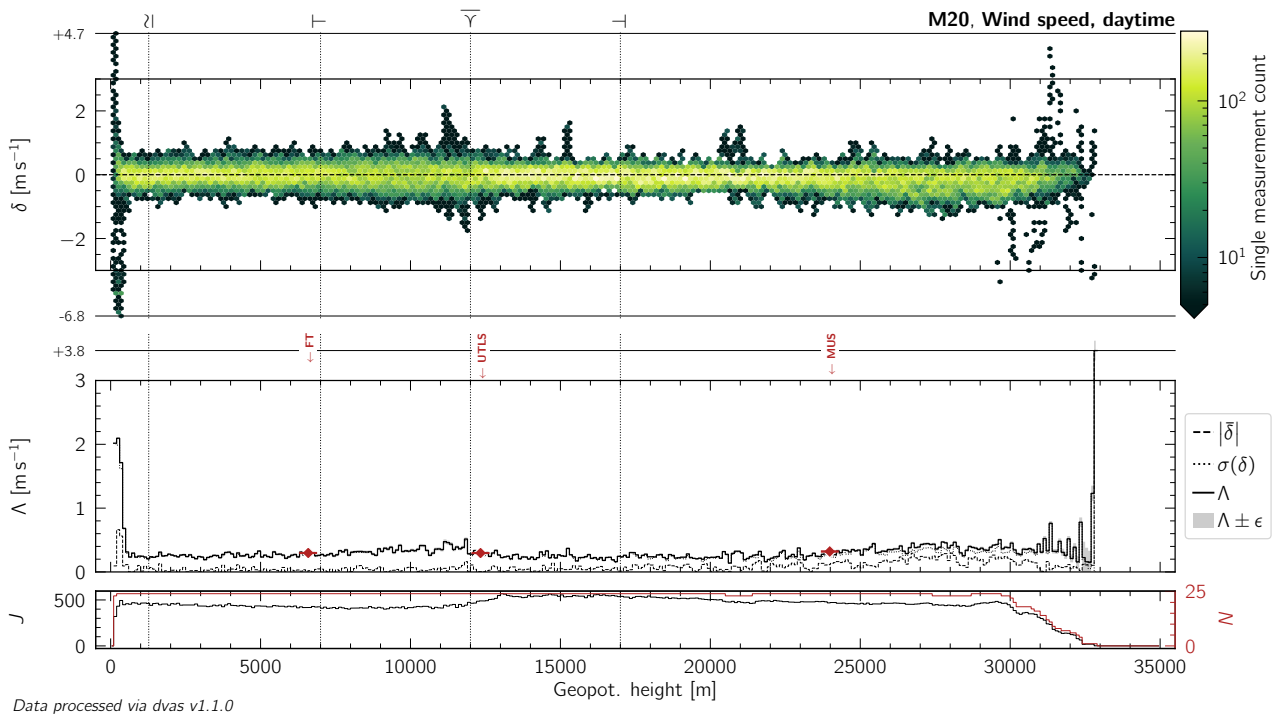 M20, Wind speed, daytime
+4.7
2
0
−2
-6.8
δ [m s⁻¹]
10²
10¹
Single measurement count
FT
UTLS
MUS
+3.8
3
2
1
0
Λ [m s⁻¹]
|δ̄|
σ(δ)
Λ
Λ ± ϵ
500
0
J
25
0
N
0 5000 10000 15000 20000 25000 30000 35000
Geopot. height [m]
Data processed via dvas v1.1.0